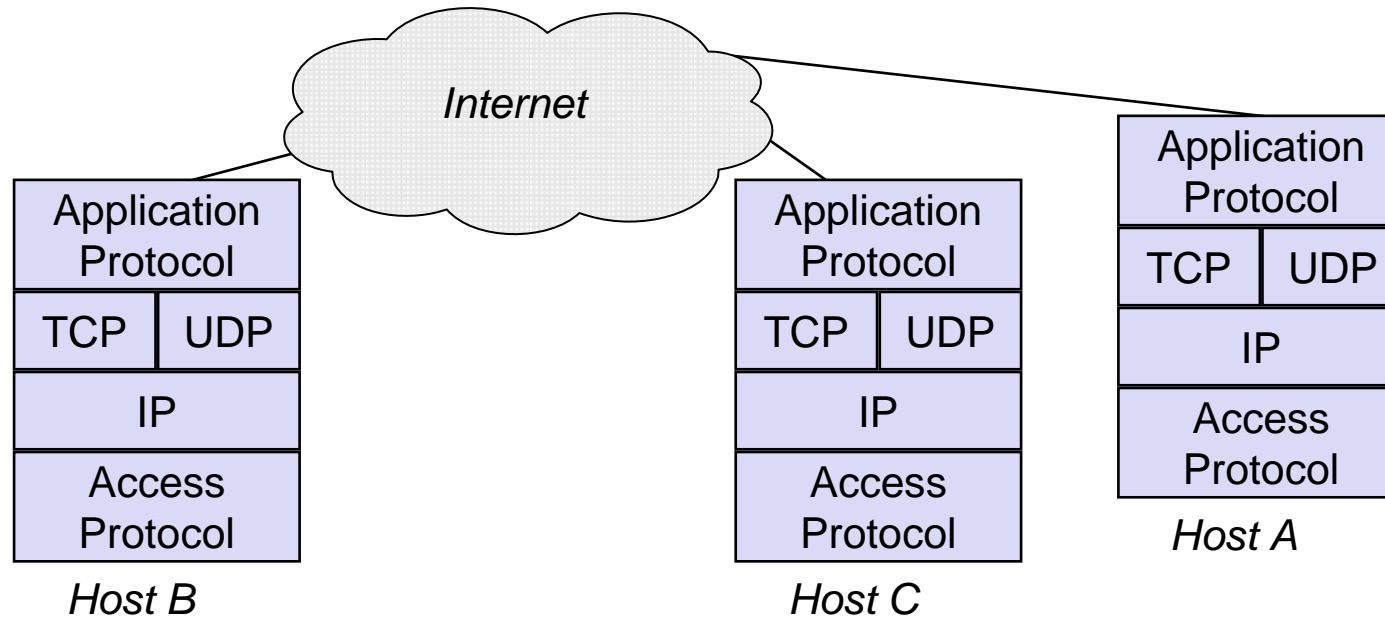 Internet
Application
Protocol
TCP
UDP
IP
Access
Protocol
Host B
Application
Protocol
TCP
UDP
IP
Access
Protocol
Host C
Application
Protocol
TCP
UDP
IP
Access
Protocol
Host A